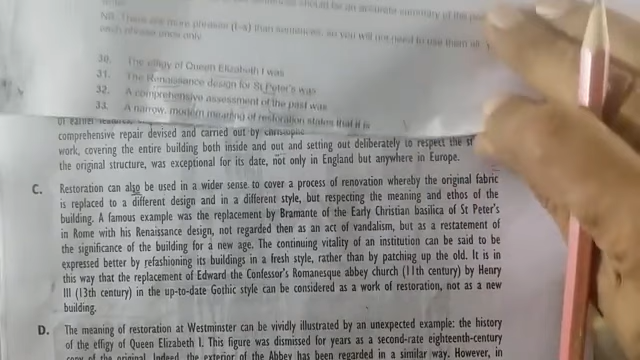 should be an accurate summary of the
NB There are more phrases (i-x) than sentences, so you will not need to use them all.
each phrase once only
30. The effigy of Queen Elizabeth I was
31. The Renaissance design for St Peter's was
32. A comprehensive assessment of the past was
33. A narrow, modern meaning of restoration states that it is
of earlier
comprehensive repair devised and carried out by
work, covering the entire building both inside and out and setting out deliberately to respect the
the original structure, was exceptional for its date, not only in England but anywhere in Europe.
C. Restoration can also be used in a wider sense to cover a process of renovation whereby the original fabric
is replaced to a different design and in a different style, but respecting the meaning and ethos of the
building. A famous example was the replacement by Bramante of the Early Christian basilica of St Peter's
in Rome with his Renaissance design, not regarded then as an act of vandalism, but as a restatement of
the significance of the building for a new age. The continuing vitality of an institution can be said to be
expressed better by refashioning its buildings in a fresh style, rather than by patching up the old. It is in
this way that the replacement of Edward the Confessor's Romanesque abbey church (11th century) by Henry
III (13th century) in the up-to-date Gothic style can be considered as a work of restoration, not as a new
building.
D. The meaning of restoration at Westminster can be vividly illustrated by an unexpected example: the history
of the effigy of Queen Elizabeth I. This figure was dismissed for years as a second-rate eighteenth-century
copy of the original. Indeed, the exterior of the Abbey has been regarded in a similar way. However, in